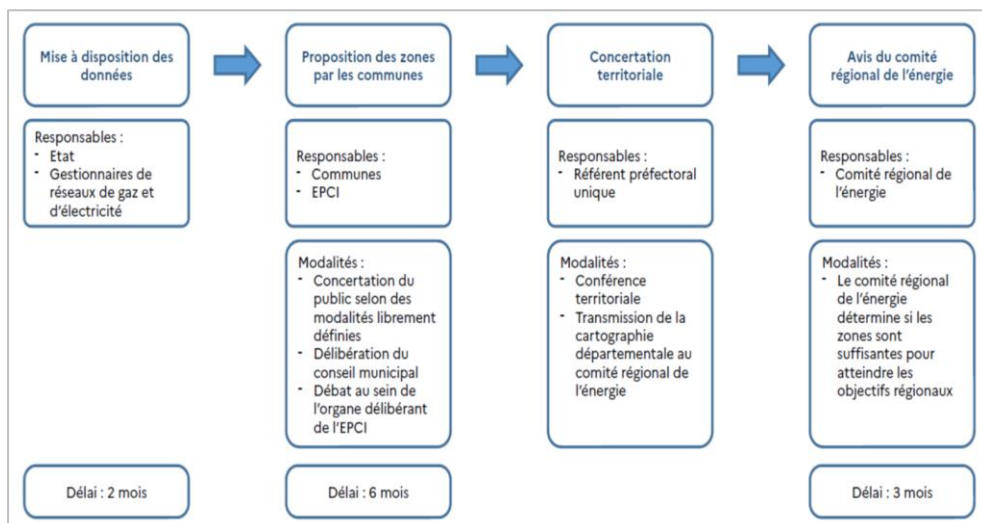 Mise à disposition des
données
Proposition des zones
par les communes
Concertation
territoriale
Avis du comité
régional de l'énergie
Responsables :
- Etat
- Gestionnaires de
réseaux de gaz et
d'électricité
Responsables :
- Communes
- EPCI
Responsables :
- Référent préfectoral
unique
Responsables :
- Comité régional de
l'énergie
Modalités :
- Concertation du
public selon des
modalités librement
définies
- Délibération du
conseil municipal
- Débat au sein de
l'organe délibérant
de l'EPCI
Modalités :
- Conférence
territoriale
- Transmission de la
cartographie
départementale au
comité régional de
l'énergie
Modalités :
- Le comité régional
de l'énergie
détermine si les
zones sont
suffisantes pour
atteindre les
objectifs régionaux
Délai : 2 mois
Délai : 6 mois
Délai : 3 mois